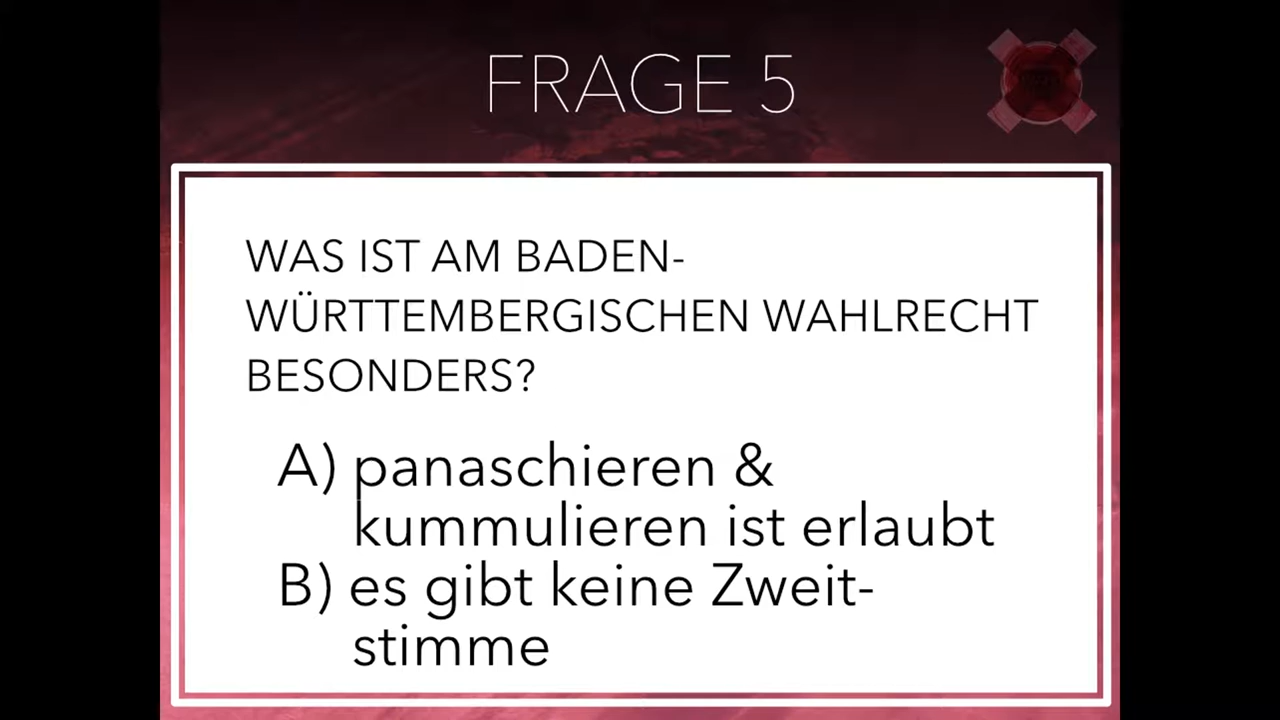 FRAGE 5
WAS IST AM BADEN-
WÜRTTEMBERGISCHEN WAHLRECHT
BESONDERS?
A) panaschieren &
kummulieren ist erlaubt
B) es gibt keine Zweit-
stimme